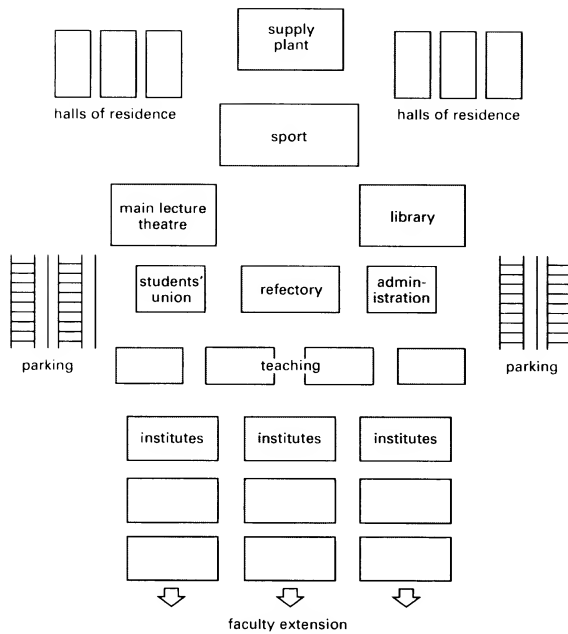 supply
plant
halls of residence
halls of residence
sport
main lecture
theatre
library
students'
union
refectory
admin-
istration
parking
teaching
parking
institutes
institutes
institutes
faculty extension